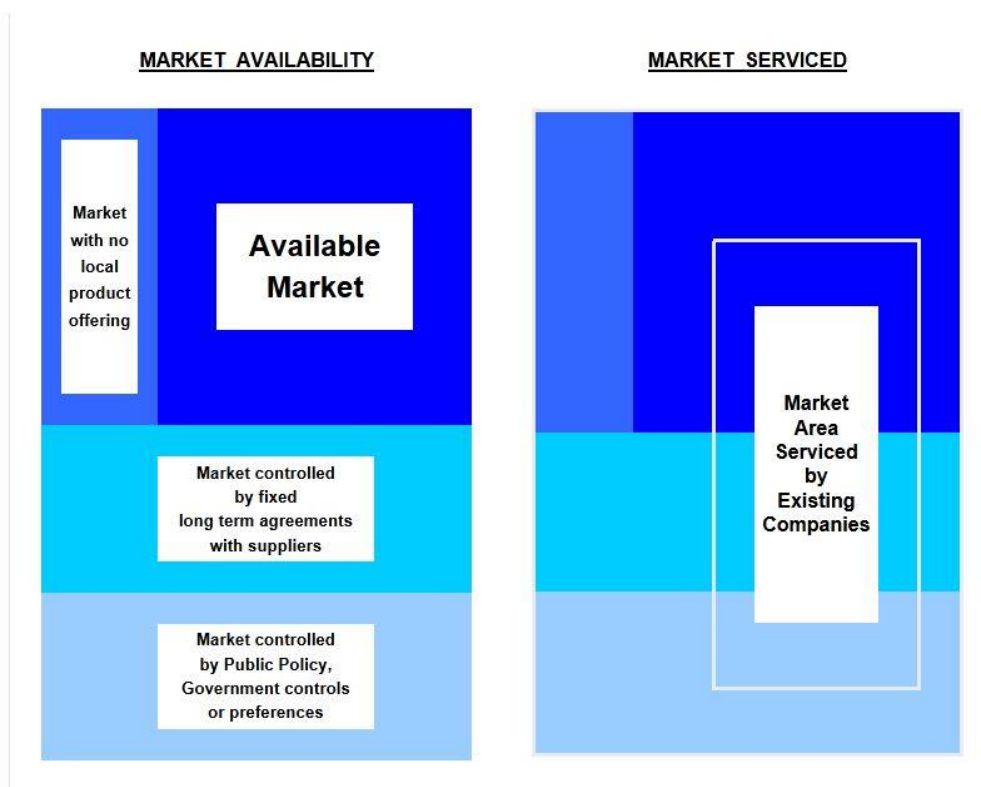 MARKET AVAILABILITY
Market
with no
local
product
offering
Available
Market
Market controlled
by fixed
long term agreements
with suppliers
Market controlled
by Public Policy,
Government controls
or preferences
MARKET SERVICED
Market
Area
Serviced
by
Existing
Companies